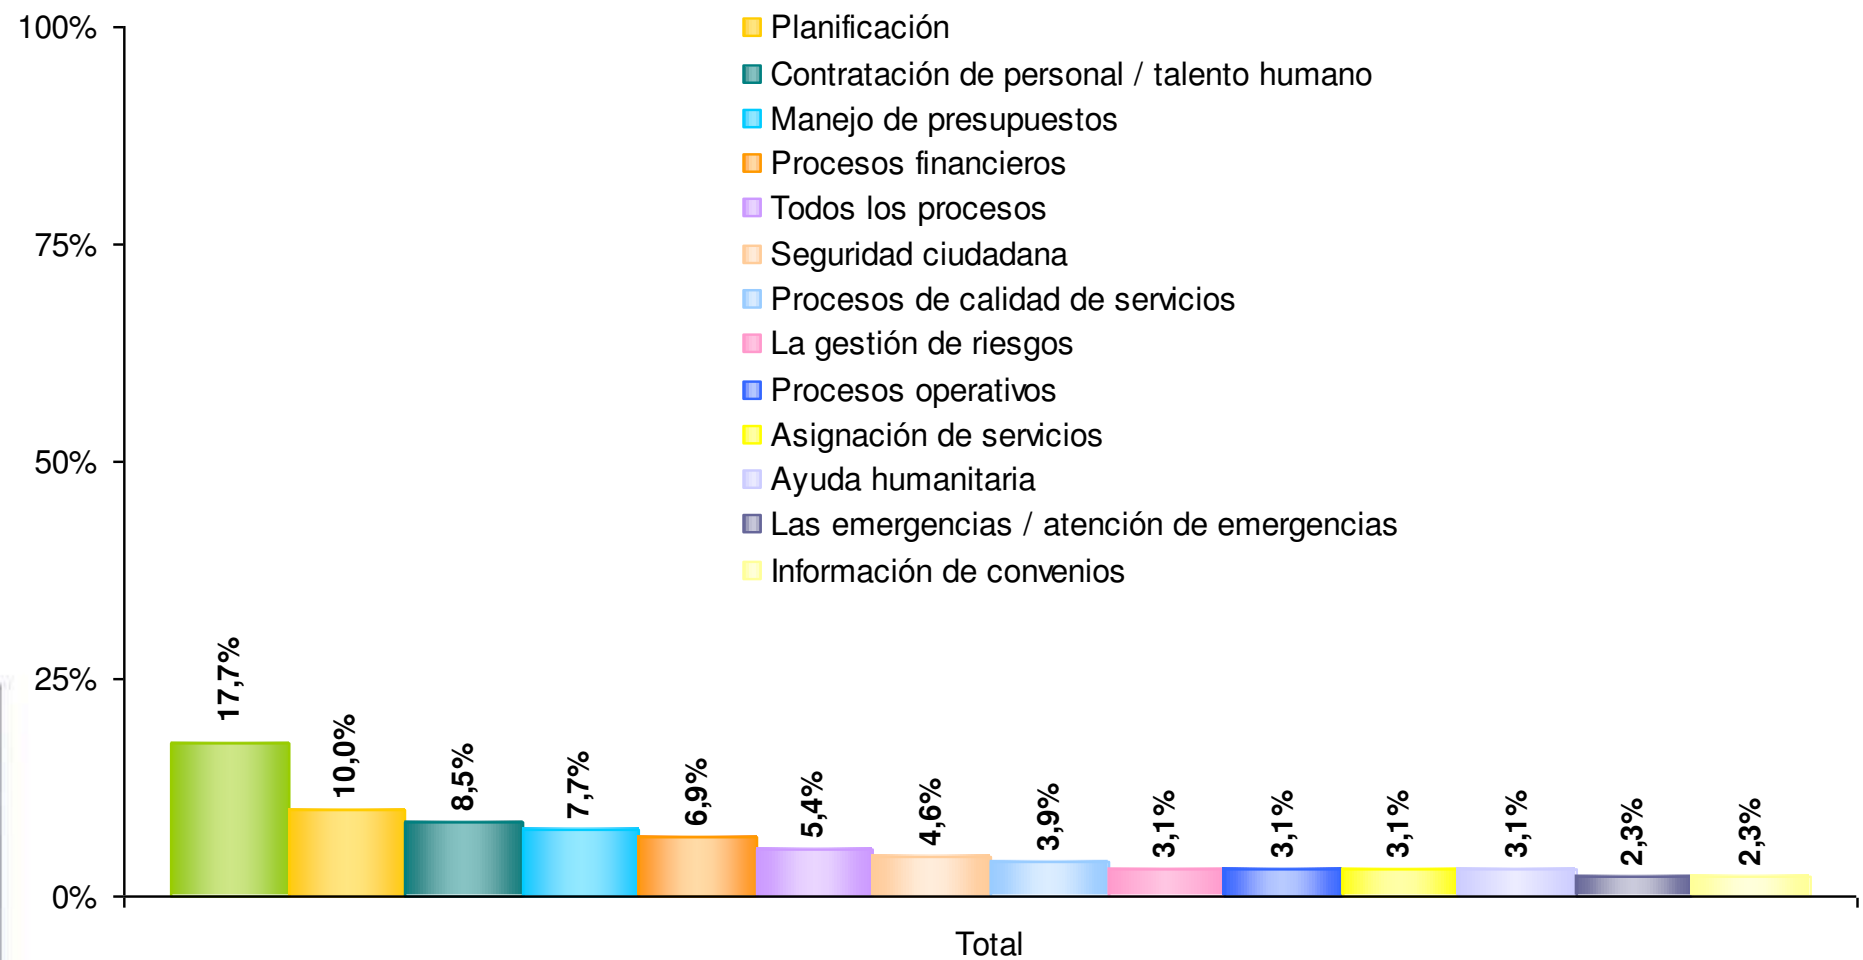 100%
75%
50%
25%
0%
Planificación
Contratación de personal / talento humano
Manejo de presupuestos
Procesos financieros
Todos los procesos
Seguridad ciudadana
Procesos de calidad de servicios
La gestión de riesgos
Procesos operativos
Asignación de servicios
Ayuda humanitaria
Las emergencias / atención de emergencias
Información de convenios
17,7%
10,0%
8,5%
7,7%
6,9%
5,4%
4,6%
3,9%
3,1%
3,1%
3,1%
3,1%
2,3%
2,3%
Total